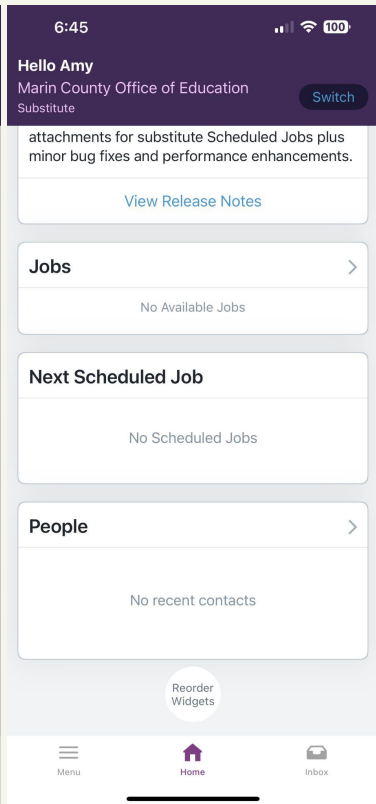 6:45
100
Hello Amy
Marin County Office of Education
Substitute
Switch
attachments for substitute Scheduled Jobs plus
minor bug fixes and performance enhancements.
View Release Notes
Jobs
No Available Jobs
Next Scheduled Job
No Scheduled Jobs
People
No recent contacts
Reorder
Widgets
Menu
Home
Inbox